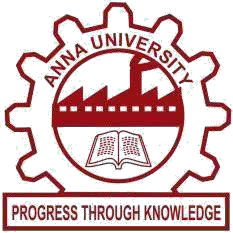 ANNA UNIVERSITY
PROGRESS THROUGH KNOWLEDGE